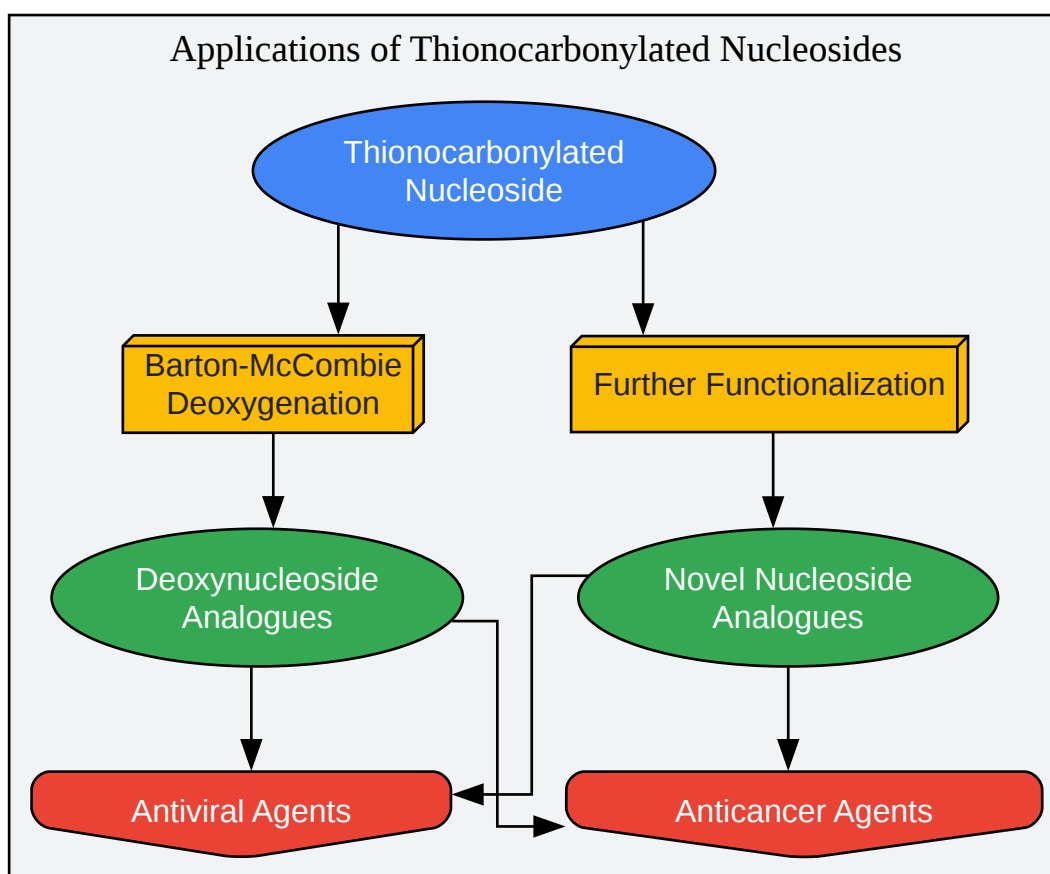 Applications of Thionocarbonylated Nucleosides
Thionocarbonylated
Nucleoside
Barton-McCombie
Deoxygenation
Further Functionalization
Deoxynucleoside
Analogues
Novel Nucleoside
Analogues
Antiviral Agents
Anticancer Agents